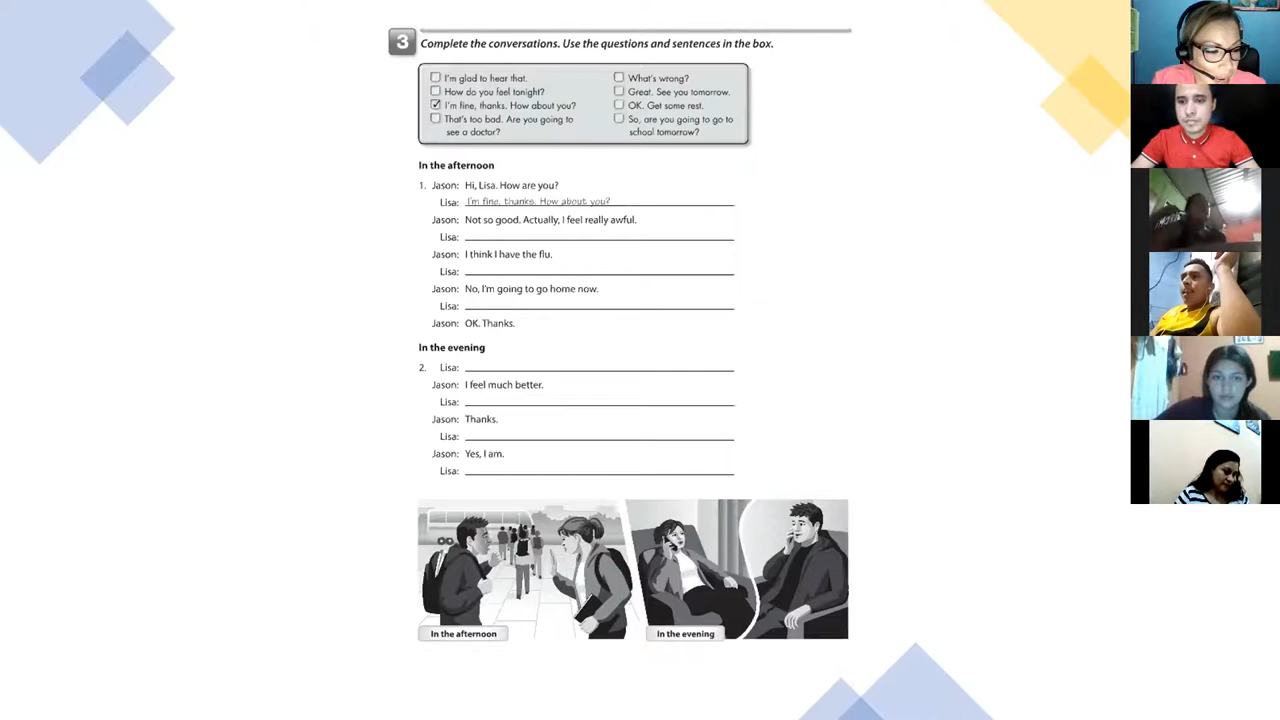 3 Complete the conversations. Use the questions and sentences in the box.
I'm glad to hear that.
How do you feel tonight?
✓ I'm fine, thanks. How about you?
That's too bad. Are you going to
see a doctor?
What's wrong?
Great. See you tomorrow.
OK. Get some rest.
So, are you going to go to
school tomorrow?
In the afternoon
1. Jason: Hi, Lisa. How are you?
Lisa: I'm fine, thanks. How about you?
Jason: Not so good. Actually, I feel really awful.
Lisa:
Jason: I think I have the flu.
Lisa:
Jason: No, I'm going to go home now.
Lisa:
Jason: OK. Thanks.
In the evening
2. Lisa:
Jason: I feel much better.
Lisa:
Jason: Thanks.
Lisa:
Jason: Yes, I am.
Lisa:
In the afternoon
In the evening